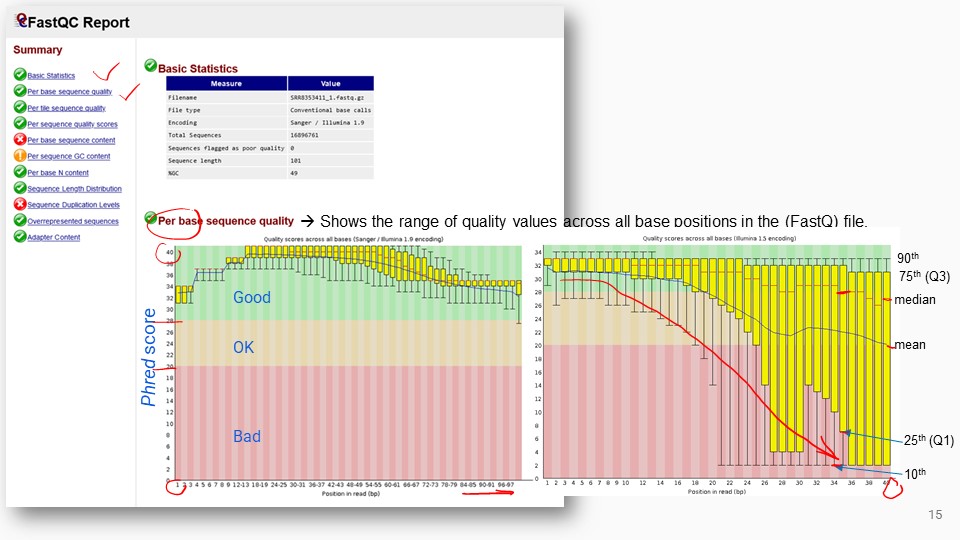 FastQC Report
Summary
Basic Statistics
Per base sequence quality
Per tile sequence quality
Per sequence quality scores
Per base sequence content
Per sequence GC content
Per base N content
Sequence Length Distribution
Sequence Duplication Levels
Overrepresented sequences
Adapter Content
Basic Statistics
Measure Value
Filename SRR8353411_1.fastq.gz
File type Conventional base calls
Encoding Sanger / Illumina 1.9
Total Sequences 16896761
Sequences flagged as poor quality 0
Sequence length 101
%GC 49
Per base sequence quality → Shows the range of quality values across all base positions in the (FastQ) file.
Quality scores across all bases (Sanger / Illumina 1.9 encoding)
40
38
36
34
32
30
28
26
24
22
20
18
16
14
12
10
8
6
4
2
0
Phred score
Good
OK
Bad
1 2 3 4 5 6 7 8 9 12-13 18-19 24-25 30-31 36-37 42-43 48-49 54-55 60-61 66-67 72-73 78-79 84-85 90-91 96-97
Position in read (bp)
Quality scores across all bases (Illumina 1.5 encoding)
34
32
30
28
26
24
22
20
18
16
14
12
10
8
6
4
2
0
1 2 3 4 5 6 7 8 9 10 12 14 16 18 20 22 24 26 28 30 32 34 36 38 40
Position in read (bp)
90th
75th (Q3)
median
mean
25th (Q1)
10th
15